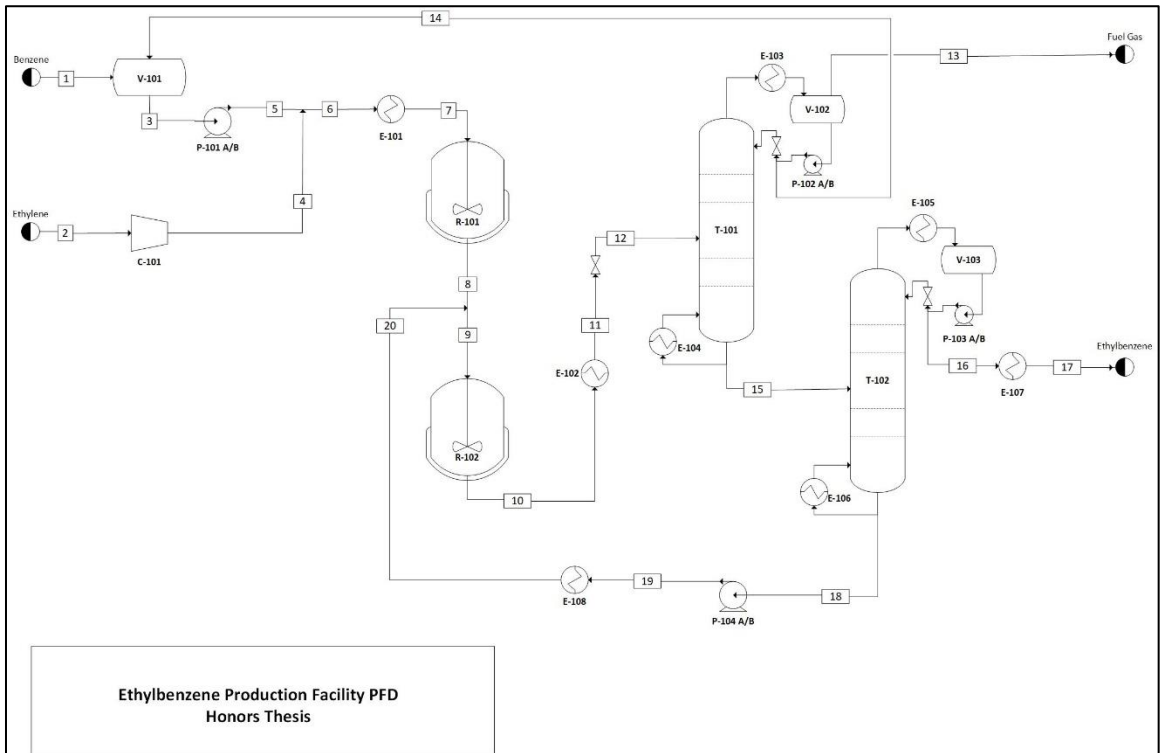 14
Benzene
1
V-101
3
P-101 A/B
5
6
E-101
7
4
Ethylene
2
C-101
R-101
8
20
9
R-102
10
E-102
11
12
T-101
E-104
E-103
V-102
P-102 A/B
13
Fuel Gas
15
E-105
V-103
P-103 A/B
T-102
16
E-107
17
Ethylbenzene
E-106
18
P-104 A/B
19
E-108
Ethylbenzene Production Facility PFD
Honors Thesis